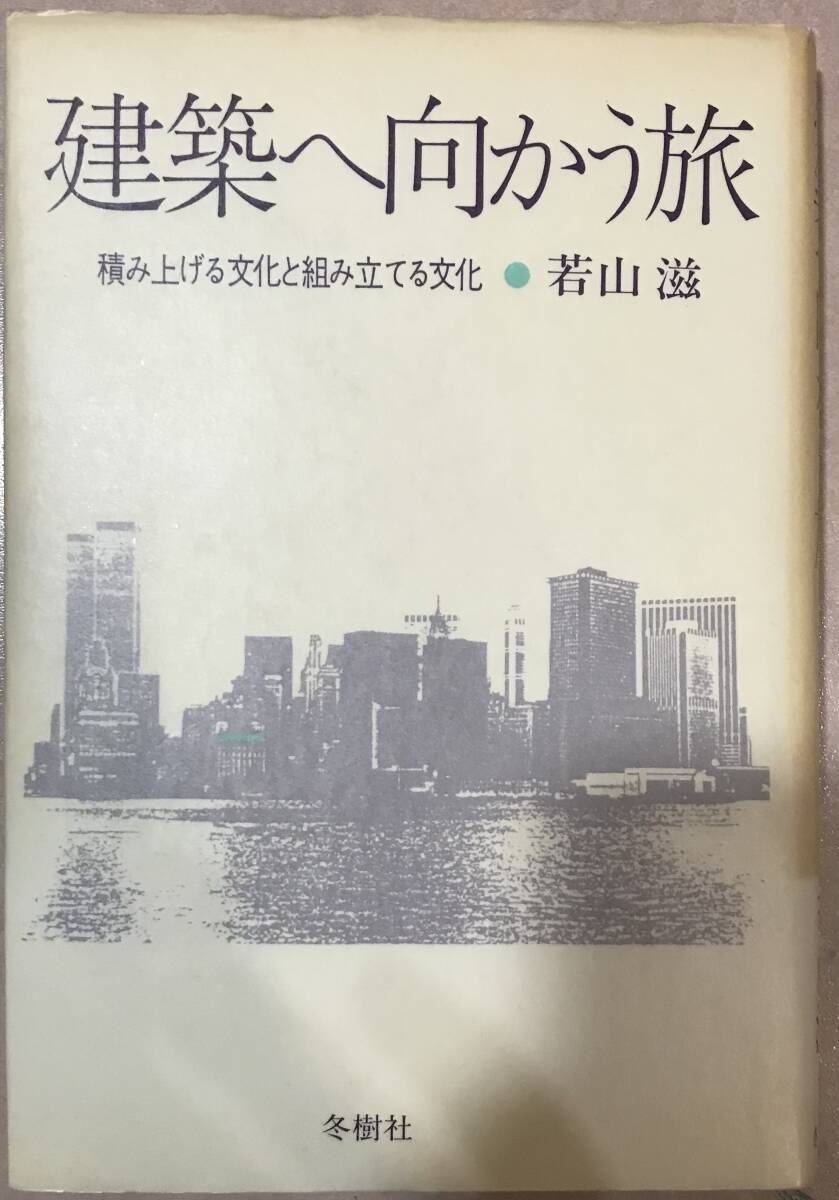 建築へ向かう旅
積み上げる文化と組み立てる文化 ● 若山 滋
冬樹社